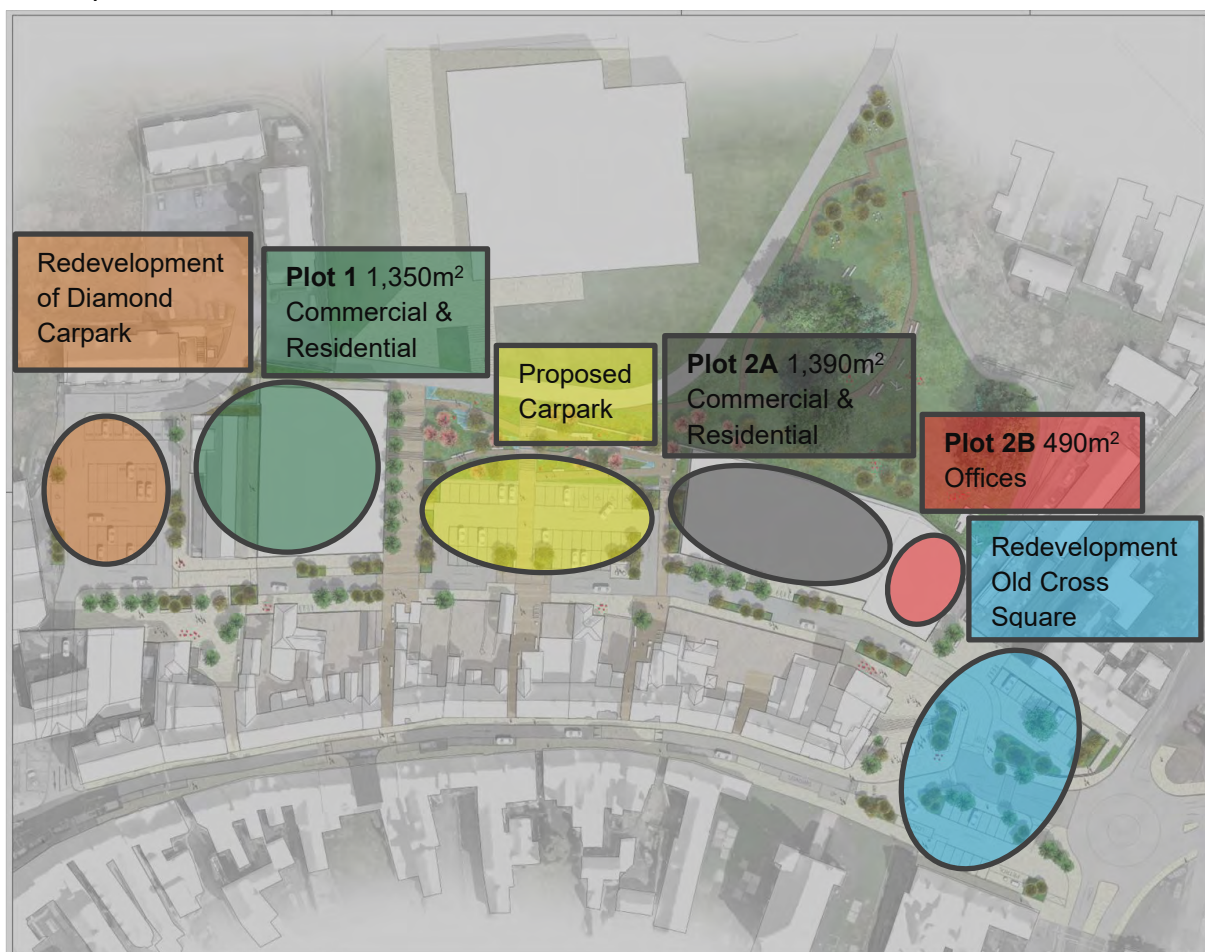 Redevelopment
of Diamond
Carpark
Plot 1 1,350m²
Commercial &
Residential
Proposed
Carpark
Plot 2A 1,390m²
Commercial &
Residential
Plot 2B 490m²
Offices
Redevelopment
Old Cross
Square